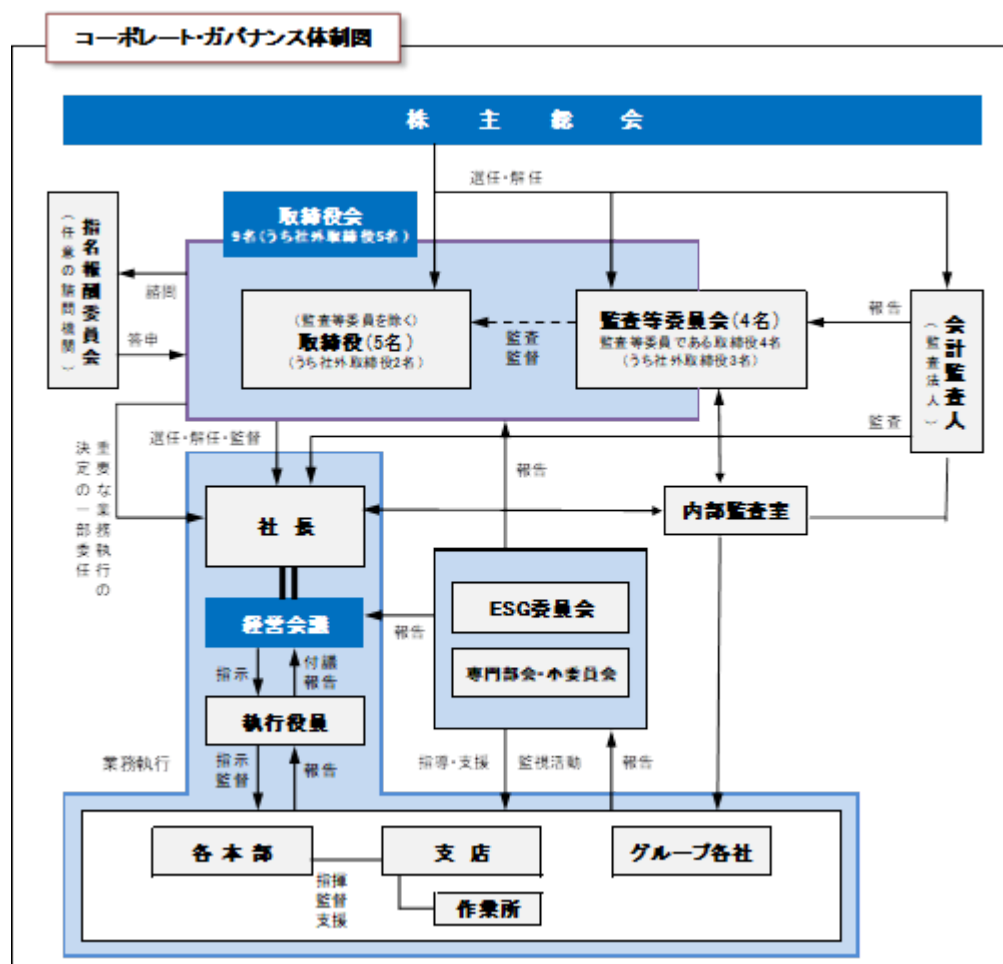 コーポレート・ガバナンス体制図
株主総会
選任・解任
取締役会
9名(うち社外取締役5名)
指名報酬委員会
(任意の諮問機関)
諮問
答申
(監査等委員を除く)
取締役(5名)
(うち社外取締役2名)
監査
監督
監査等委員会(4名)
監査等委員である取締役4名
(うち社外取締役3名)
報告
会計監査人
(監査法人)
監査
選任・解任・監督
報告
重要な業務執行の
決定の一部委任
社長
内部監査室
ESG委員会
経営会議
報告
専門部会・小委員会
指示
付議
報告
執行役員
業務執行
指示
監督
報告
指導・支援
監視活動
報告
各本部
支店
グループ各社
指揮
監督
支援
作業所